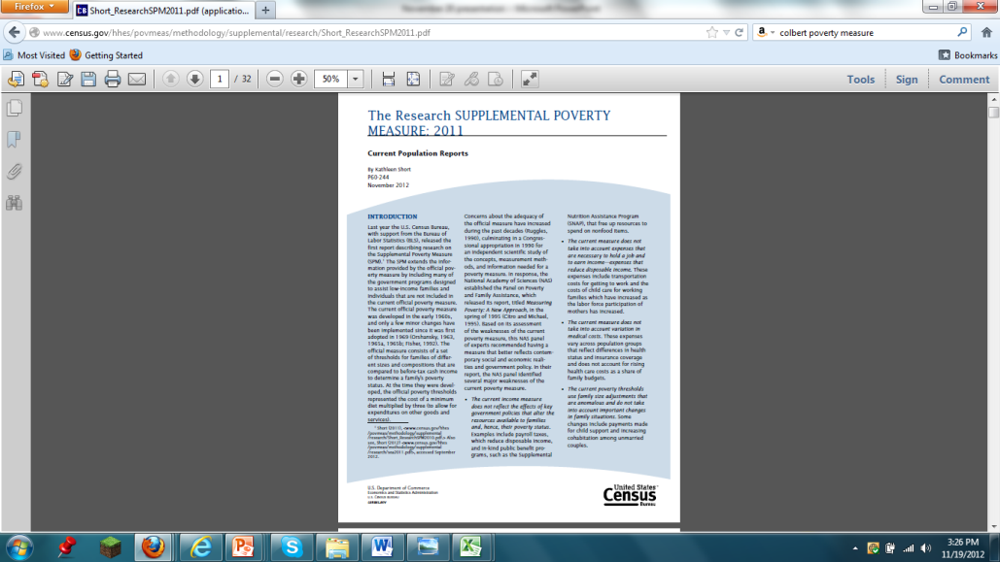 Firefox
Short_ResearchSPM2011.pdf (applicatio...
November 20 presentation - Microsoft PowerPoint
www.census.gov/hhes/povmeas/methodology/supplemental/research/Short_ResearchSPM2011.pdf
colbert poverty measure
Most Visited
Getting Started
Bookmarks
1 / 32
50%
Tools
Sign
Comment
The Research SUPPLEMENTAL POVERTY
MEASURE: 2011
Current Population Reports
By Kathleen Short
P60-244
November 2012
INTRODUCTION
Last year the U.S. Census Bureau,
with support from the Bureau of
Labor Statistics (BLS), released the
first report describing research on
the Supplemental Poverty Measure
(SPM).¹ The SPM extends the infor-
mation provided by the official pov-
erty measure by including many of
the government programs designed
to assist low-income families and
individuals that are not included in
the current official poverty measure.
The current official poverty measure
was developed in the early 1960s,
and only a few minor changes have
been implemented since it was first
adopted in 1969 (Orshansky, 1963,
1965a, 1965b; Fisher, 1992). The
official measure consists of a set
of thresholds for families of differ-
ent sizes and compositions that are
compared to before-tax cash income
to determine a family's poverty
status. At the time they were devel-
oped, the official poverty thresholds
represented the cost of a minimum
diet multiplied by three (to allow for
expenditures on other goods and
services).
¹ Short (2011), <www.census.gov/hhes
/povmeas/methodology/supplemental
/research/Short_ResearchSPM2010.pdf>. Also
see, Short (2012) <www.census.gov/hhes
/povmeas/methodology/supplemental
/research/sea2011.pdf>, accessed September
2012.
Concerns about the adequacy of
the official measure have increased
during the past decades (Ruggles,
1990), culminating in a Congres-
sional appropriation in 1990 for
an independent scientific study of
the concepts, measurement meth-
ods, and information needed for a
poverty measure. In response, the
National Academy of Sciences (NAS)
established the Panel on Poverty
and Family Assistance, which
released its report, titled Measuring
Poverty: A New Approach, in the
spring of 1995 (Citro and Michael,
1995). Based on its assessment
of the weaknesses of the current
poverty measure, this NAS panel
of experts recommended having a
measure that better reflects contem-
porary social and economic reali-
ties and government policy. In their
report, the NAS panel identified
several major weaknesses of the
current poverty measure.
• The current income measure
does not reflect the effects of key
government policies that alter the
resources available to families
and, hence, their poverty status.
Examples include payroll taxes,
which reduce disposable income,
and in-kind public benefit pro-
grams, such as the Supplemental
Nutrition Assistance Program
(SNAP), that free up resources to
spend on nonfood items.
• The current measure does not
take into account expenses that
are necessary to hold a job and
to earn income—expenses that
reduce disposable income. These
expenses include transportation
costs for getting to work and the
costs of child care for working
families which have increased as
the labor force participation of
mothers has increased.
• The current measure does not
take into account variation in
medical costs. These expenses
vary across population groups
that reflect differences in health
status and insurance coverage
and does not account for rising
health care costs as a share of
family budgets.
• The current poverty thresholds
use family size adjustments that
are anomalous and do not take
into account important changes
in family situations. Some
changes include payments made
for child support and increasing
cohabitation among unmarried
couples.
U.S. Department of Commerce
Economics and Statistics Administration
U.S. CENSUS BUREAU
census.gov
United States™
Census
Bureau
3:26 PM
11/19/2012